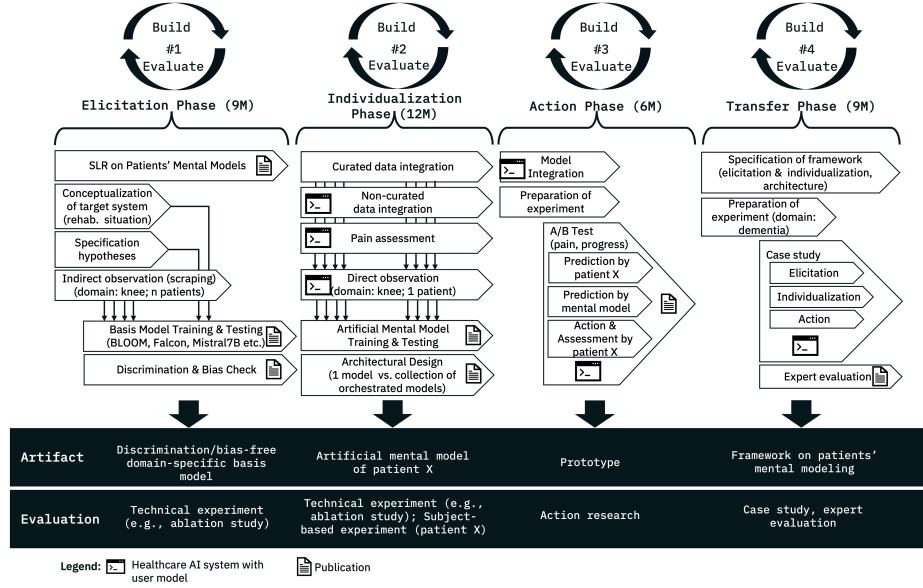 Build
#1
Evaluate
Elicitation Phase (9M)
SLR on Patients' Mental Models
Conceptualization
of target system
(rehab. situation)
Specification
hypotheses
Indirect observation (scraping)
(domain: knee; n patients)
Basis Model Training & Testing
(BLOOM, Falcon, Mistral7B etc.)
Discrimination & Bias Check
Build
#2
Evaluate
Individualization
Phase (12M)
Curated data integration
Non-curated
data integration
Pain assessment
Direct observation
(domain: knee; 1 patient)
Artificial Mental Model
Training & Testing
Architectural Design
(1 model vs. collection of
orchestrated models)
Build
#3
Evaluate
Action Phase (6M)
Model
Integration
Preparation of
experiment
A/B Test
(pain, progress)
Prediction by
patient X
Prediction by
mental model
Action &
Assessment by
patient X
Build
#4
Evaluate
Transfer Phase (9M)
Specification of framework
(elicitation & individualization,
architecture)
Preparation of
experiment (domain:
dementia)
Case study
Elicitation
Individualization
Action
Expert evaluation
Artifact
Discrimination/bias-free
domain-specific basis
model
Artificial mental model
of patient X
Prototype
Framework on patients'
mental modeling
Evaluation
Technical experiment
(e.g., ablation study)
Technical experiment (e.g.,
ablation study); Subject-
based experiment (patient X)
Action research
Case study, expert
evaluation
Legend:
Healthcare AI system with
user model
Publication